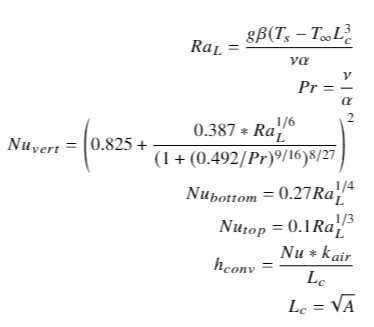 Ra_L = gβ(T_s − T_∞L_c^3 / να
Pr = ν / α
Nu_vert = (0.825 + 0.387 * Ra_L^{1/6} / (1 + (0.492/Pr)^{9/16})^{8/27})^2
Nu_bottom = 0.27Ra_L^{1/4}
Nu_top = 0.1Ra_L^{1/3}
h_conv = Nu * k_air / L_c
L_c = √A